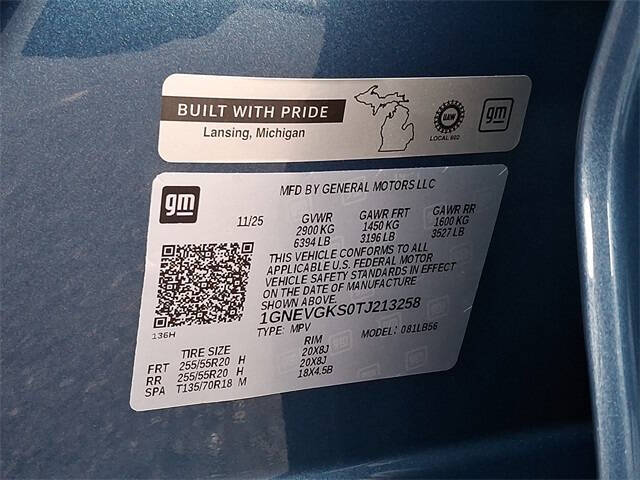 BUILT WITH PRIDE
Lansing, Michigan
UAW
LOCAL 602
gm
gm
MFD BY GENERAL MOTORS LLC
11/25 GVWR GAWR FRT GAWR RR
2900 KG 1450 KG 1600 KG
6394 LB 3196 LB 3527 LB
THIS VEHICLE CONFORMS TO ALL
APPLICABLE U.S. FEDERAL MOTOR
VEHICLE SAFETY STANDARDS IN EFFECT
ON THE DATE OF MANUFACTURE
SHOWN ABOVE.
1GNEVGKS0TJ213258
136H
TYPE: MPV MODEL: 081LB56
TIRE SIZE RIM
FRT 255/55R20 H 20X8J
RR 255/55R20 H 20X8J
SPA T135/70R18 M 18X4.5B